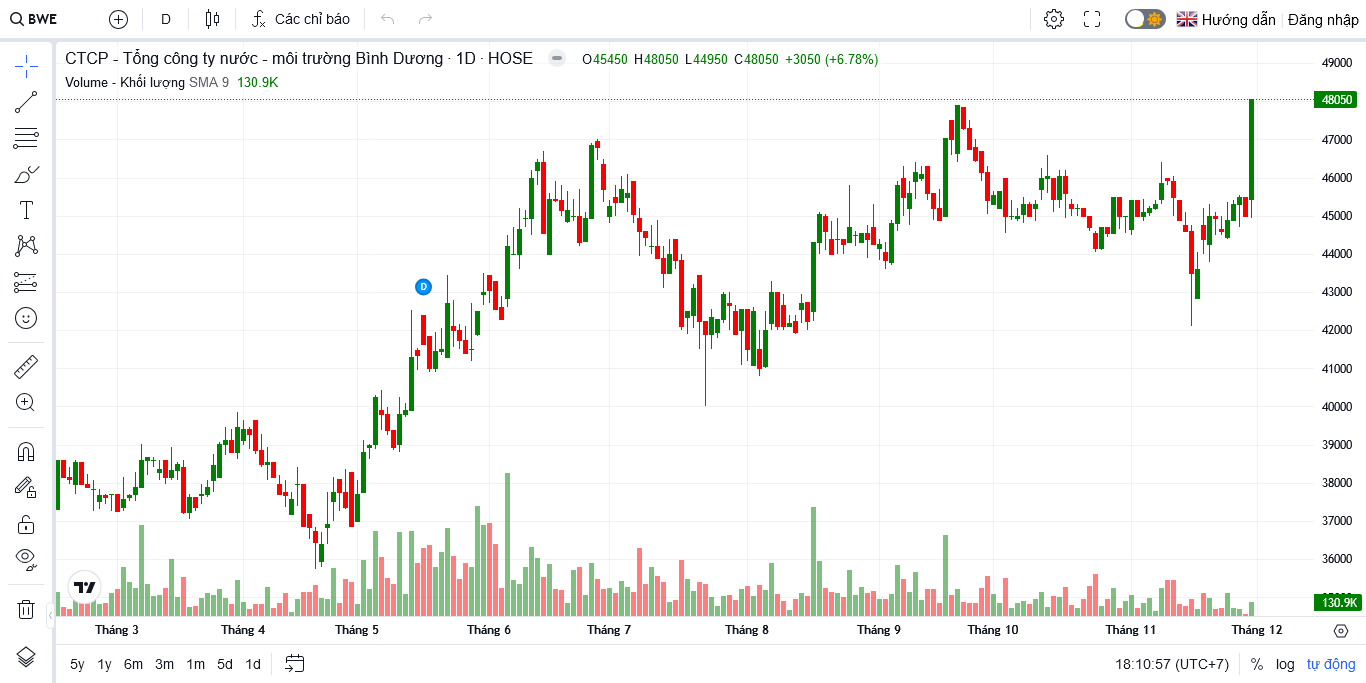 BWE D Các chỉ báo Hướng dẫn Đăng nhập
CTCP - Tổng công ty nước - môi trường Bình Dương · 1D · HOSE O45450 H48050 L44950 C48050 +3050 (+6.78%)
Volume - Khối lượng SMA 9 130.9K
49000
48050
47000
46000
45000
44000
43000
42000
41000
40000
39000
38000
37000
36000
130.9K
D
Tháng 3 Tháng 4 Tháng 5 Tháng 6 Tháng 7 Tháng 8 Tháng 9 Tháng 10 Tháng 11 Tháng 12
5y 1y 6m 3m 1m 5d 1d 18:10:57 (UTC+7) % log tự động